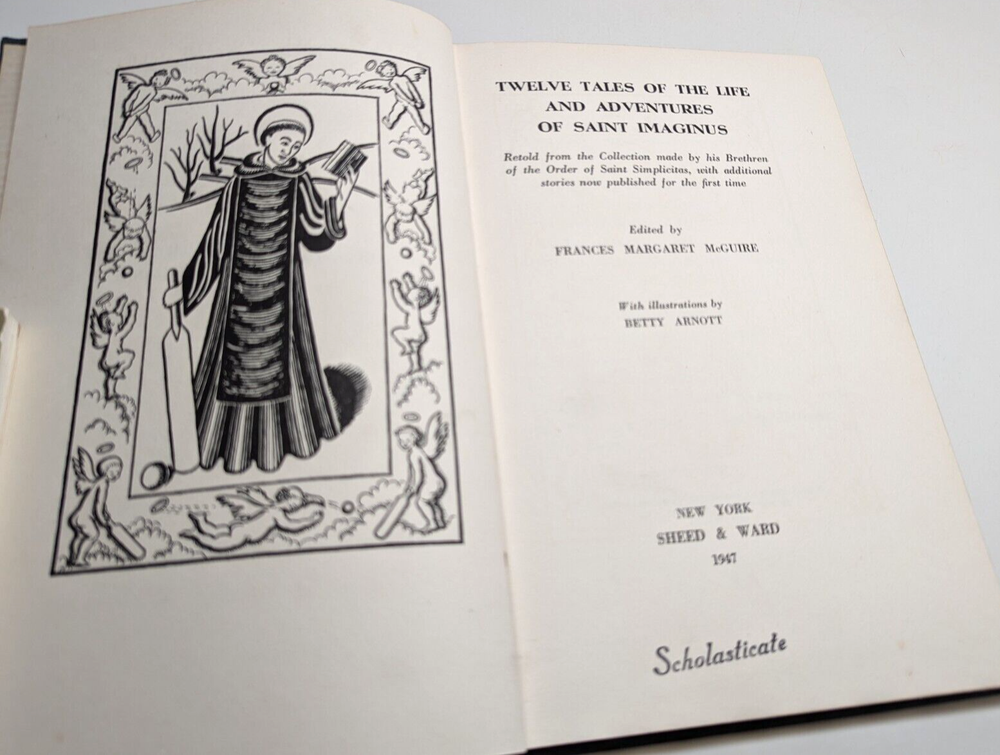 TWELVE TALES OF THE LIFE
AND ADVENTURES
OF SAINT IMAGINUS
Retold from the Collection made by his Brethren
of the Order of Saint Simplicitas, with additional
stories now published for the first time
Edited by
FRANCES MARGARET McGUIRE
With illustrations by
BETTY ARNOTT
NEW YORK
SHEED & WARD
1947
Scholasticate